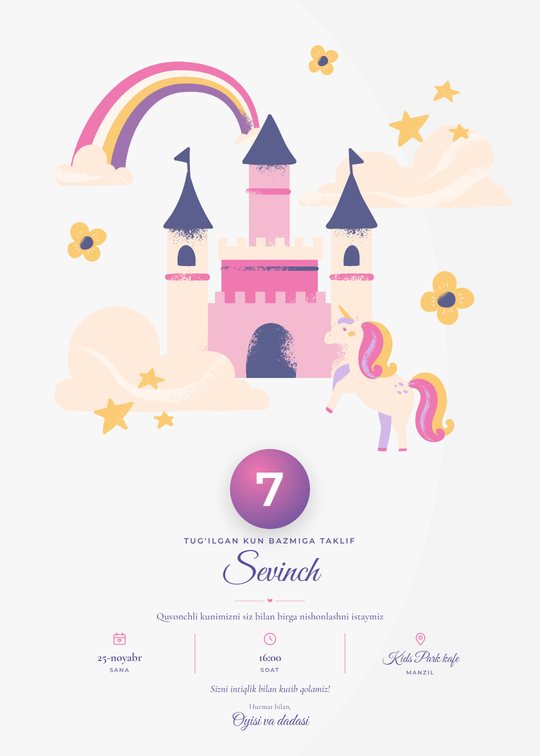 7
TUG'ILGAN KUN BAZMIGA TAKLIF
Sevinch
Quvonchli kunimizni siz bilan birga nishonlashni istaymiz
25-noyabr
SANA
16:00
SOAT
Kids Park kafe
MANZIL
Sizni intiqlik bilan kutib qolamiz!
Hurmat bilan,
Oyisi va dadasi